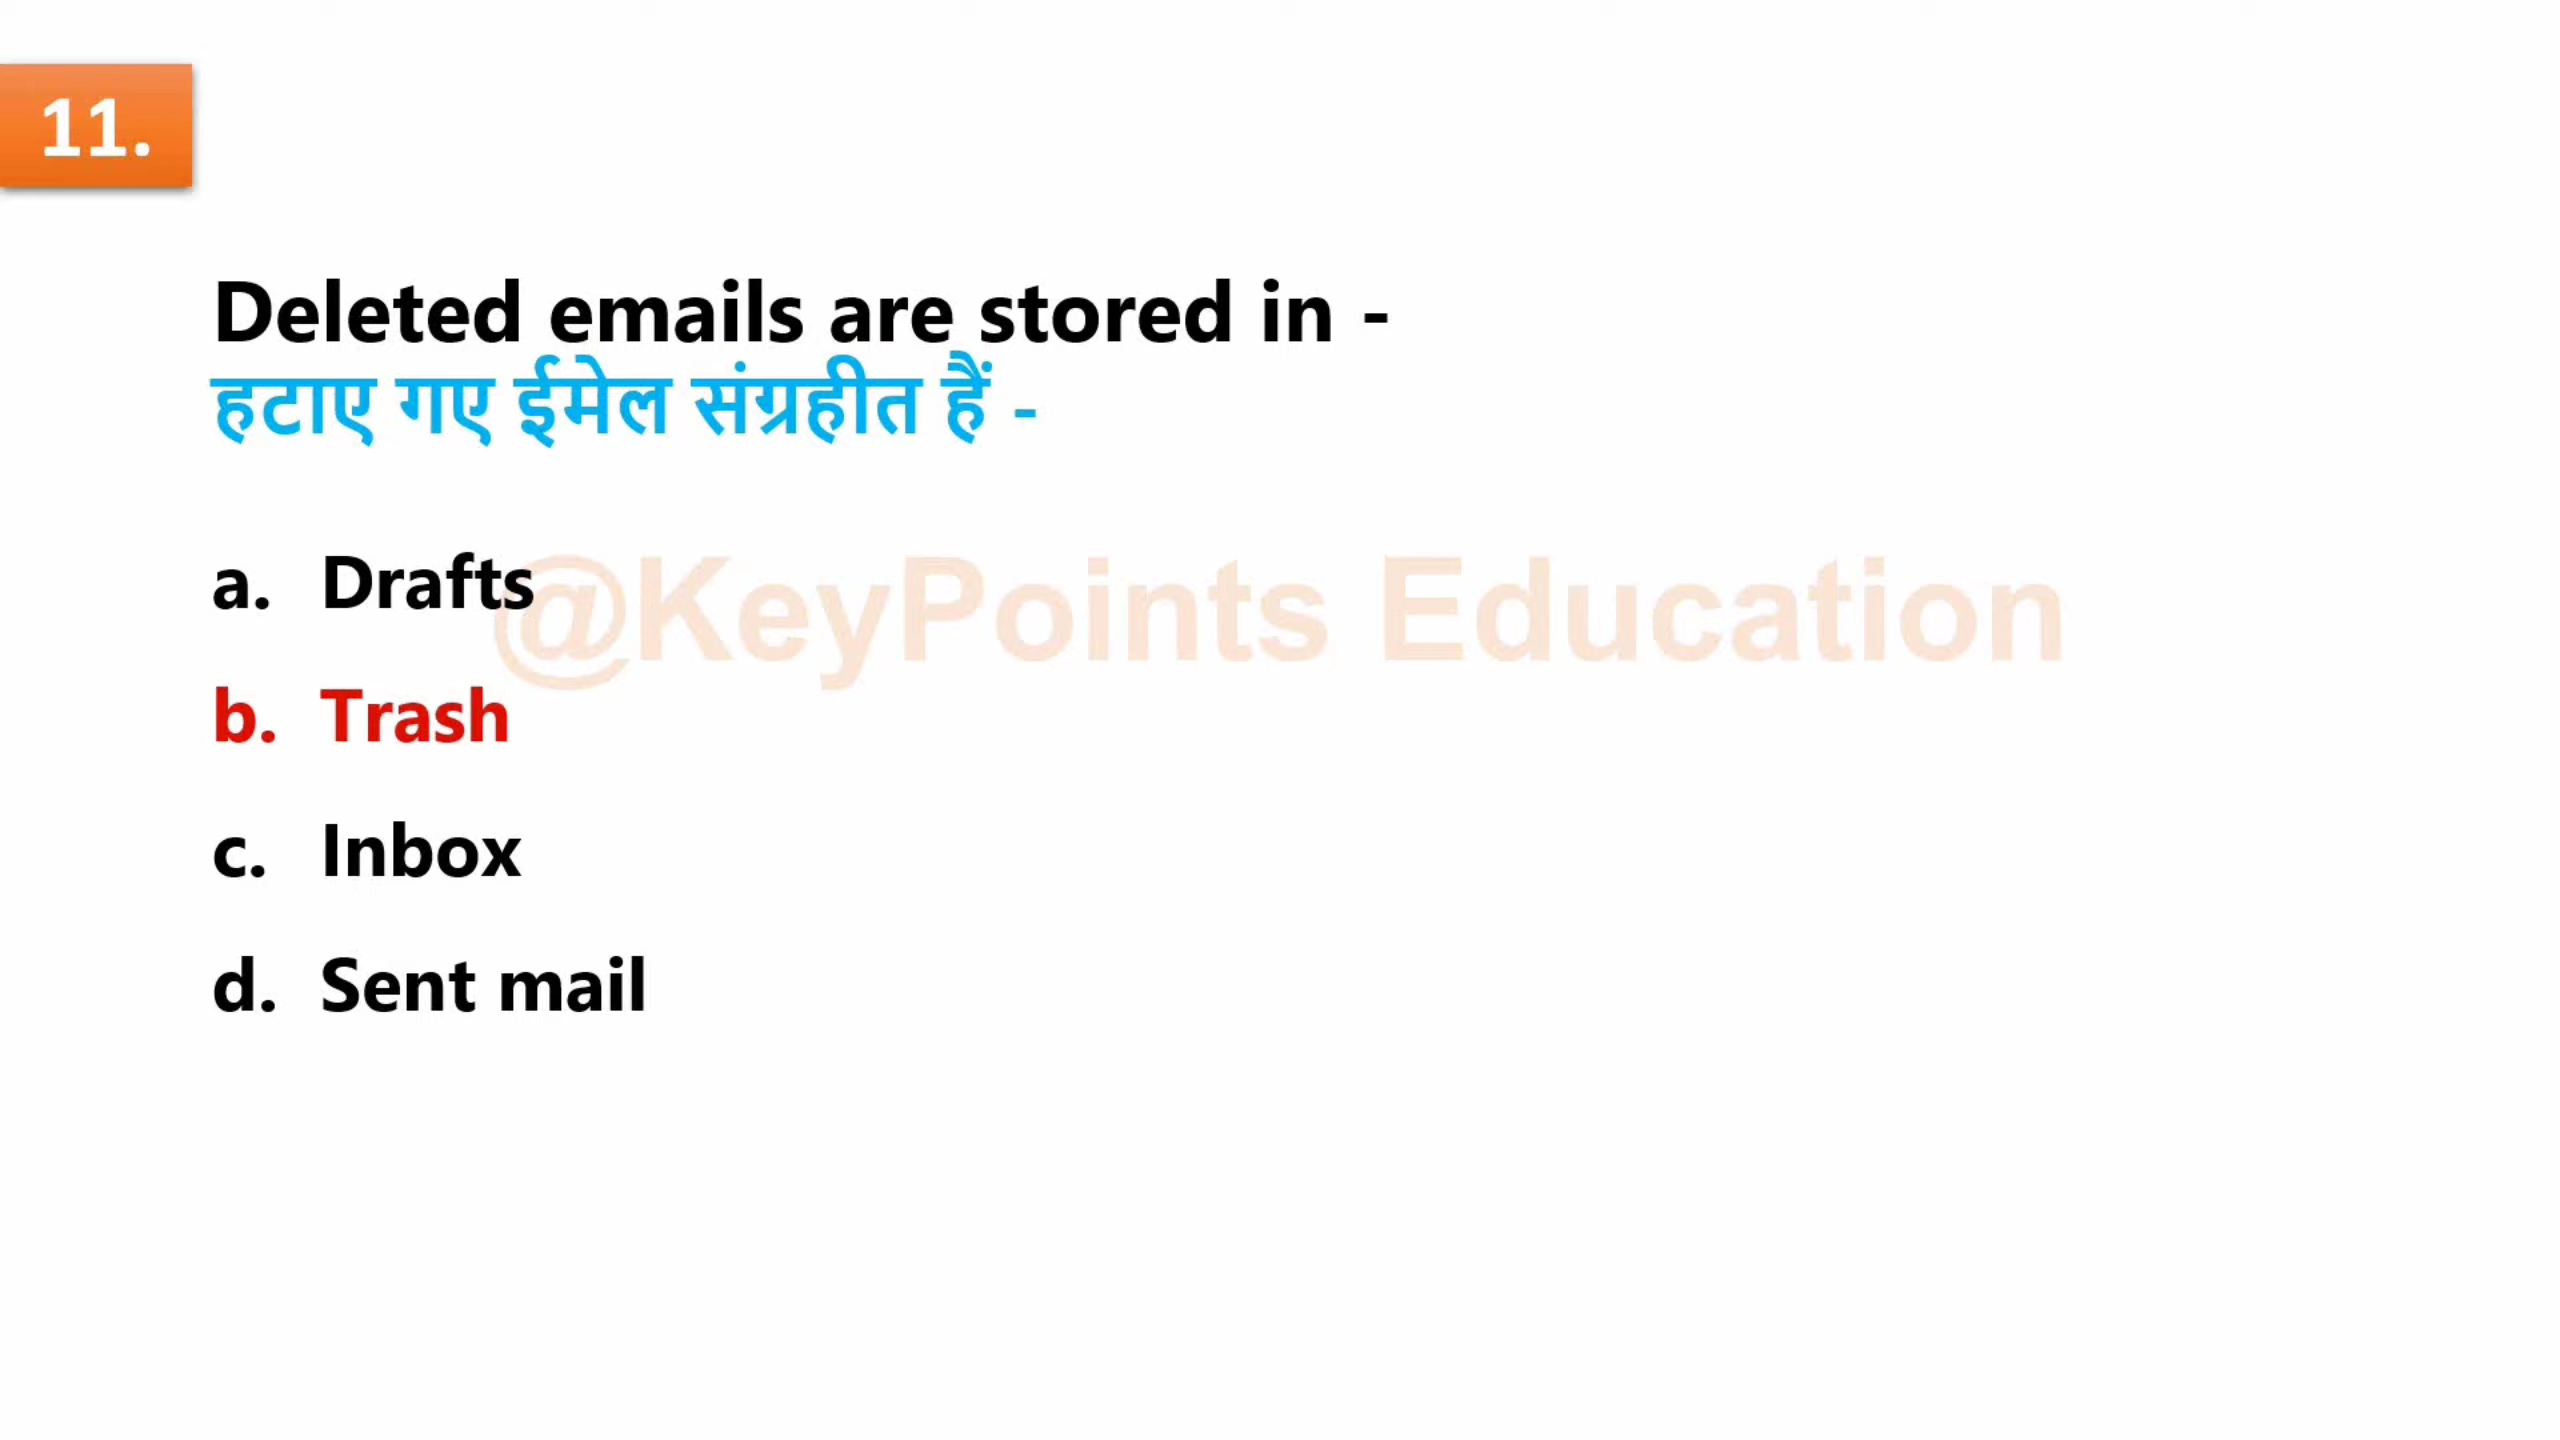 11.
Deleted emails are stored in -
हटाए गए ईमेल संग्रहीत हैं -
a. Drafts
@KeyPoints Education
b. Trash
c. Inbox
d. Sent mail